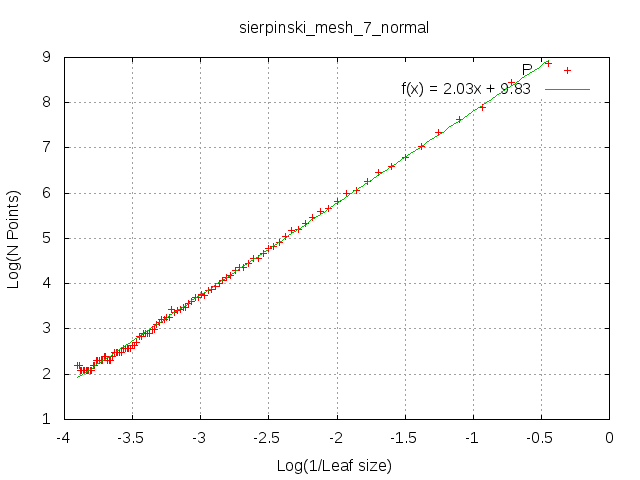 sierpinski_mesh_7_normal
9
8
7
6
5
4
3
2
1
Log(N Points)
P
f(x) = 2.03x + 9.83
-4 -3.5 -3 -2.5 -2 -1.5 -1 -0.5 0
Log(1/Leaf size)